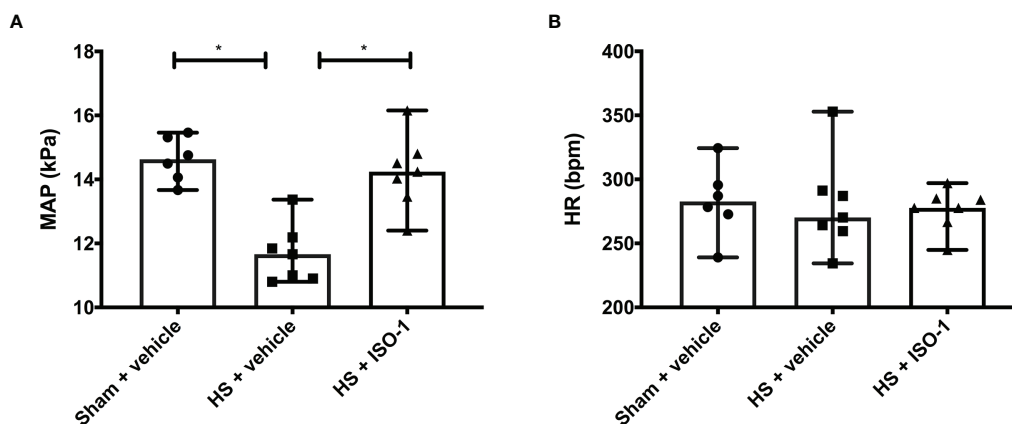 A
MAP (kPa)
18
16
14
12
10
*
*
Sham + vehicle
HS + vehicle
HS + ISO-1
B
HR (bpm)
400
350
300
250
200
Sham + vehicle
HS + vehicle
HS + ISO-1